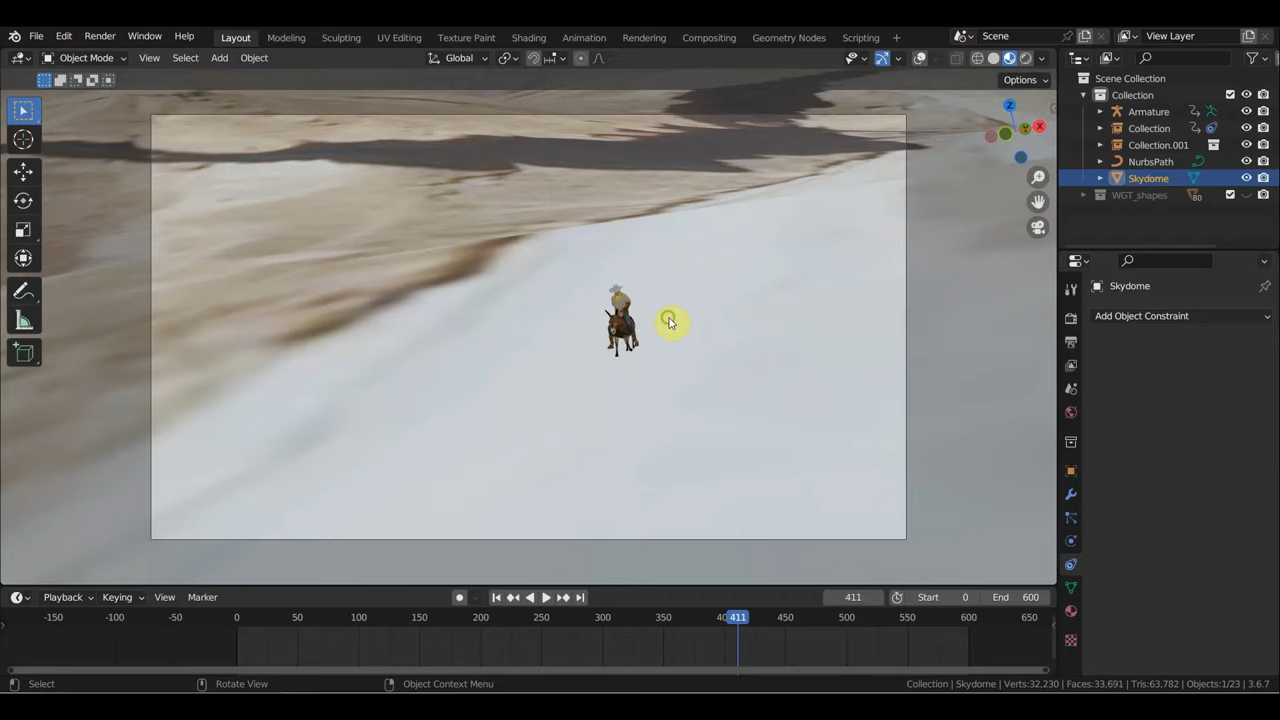 File Edit Render Window Help Layout Modeling Sculpting UV Editing Texture Paint Shading Animation Rendering Compositing Geometry Nodes Scripting Scene View Layer
Object Mode View Select Add Object Global
Options
Scene Collection
Collection
Armature
Collection
Collection.001
NurbsPath
Skydome
WGT_shapes 80
Z
X
Skydome
Add Object Constraint
Playback Keying View Marker 411 Start 0 End 600
-150 -100 -50 0 50 100 150 200 250 300 350 411 450 500 550 600 650
Select Rotate View Object Context Menu Collection | Skydome | Verts:32,230 | Faces:33,691 | Tris:63,782 | Objects:1/23 | 3.6.7